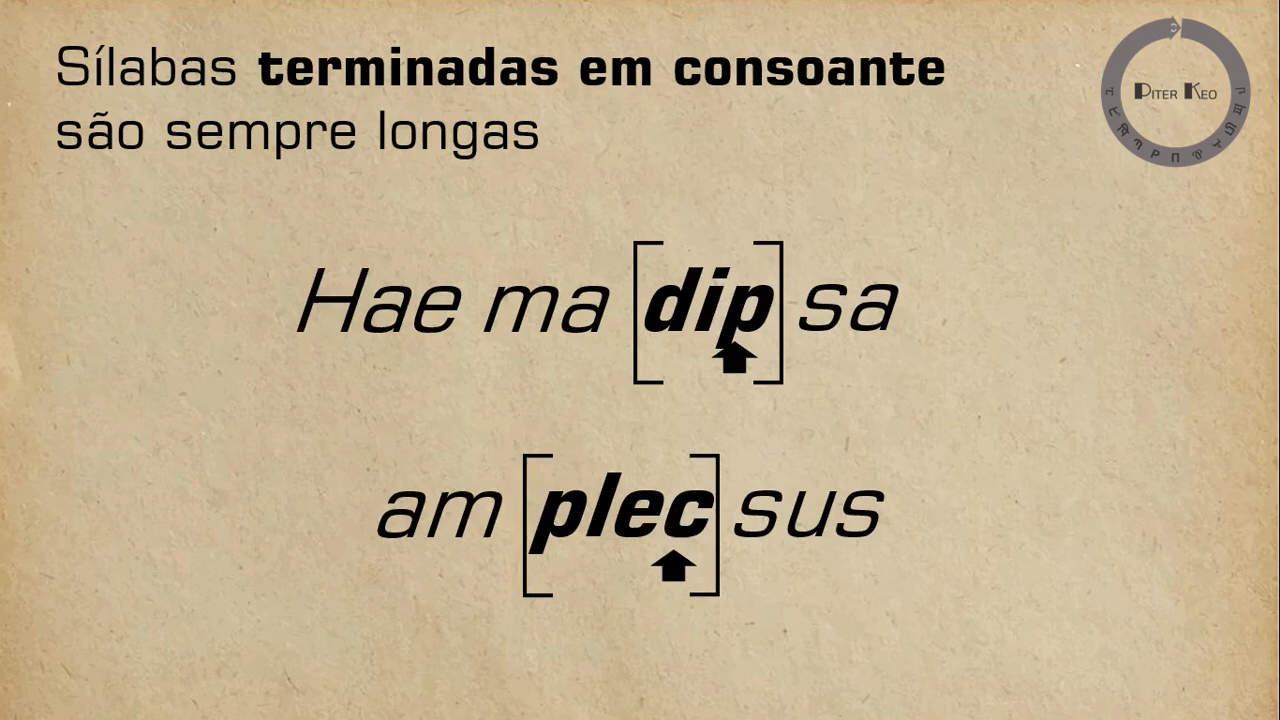 Sílabas terminadas em consoante
são sempre longas
PITER KEO
Hae ma [dip] sa
am [plec] sus